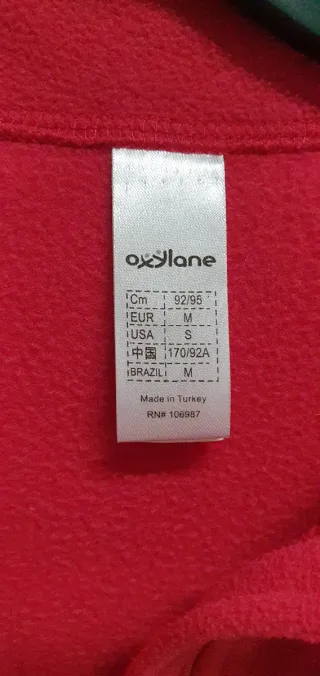 oxylane
Cm 92/95
EUR M
USA S
中国 170/92A
BRAZIL M
Made in Turkey
RN# 106987